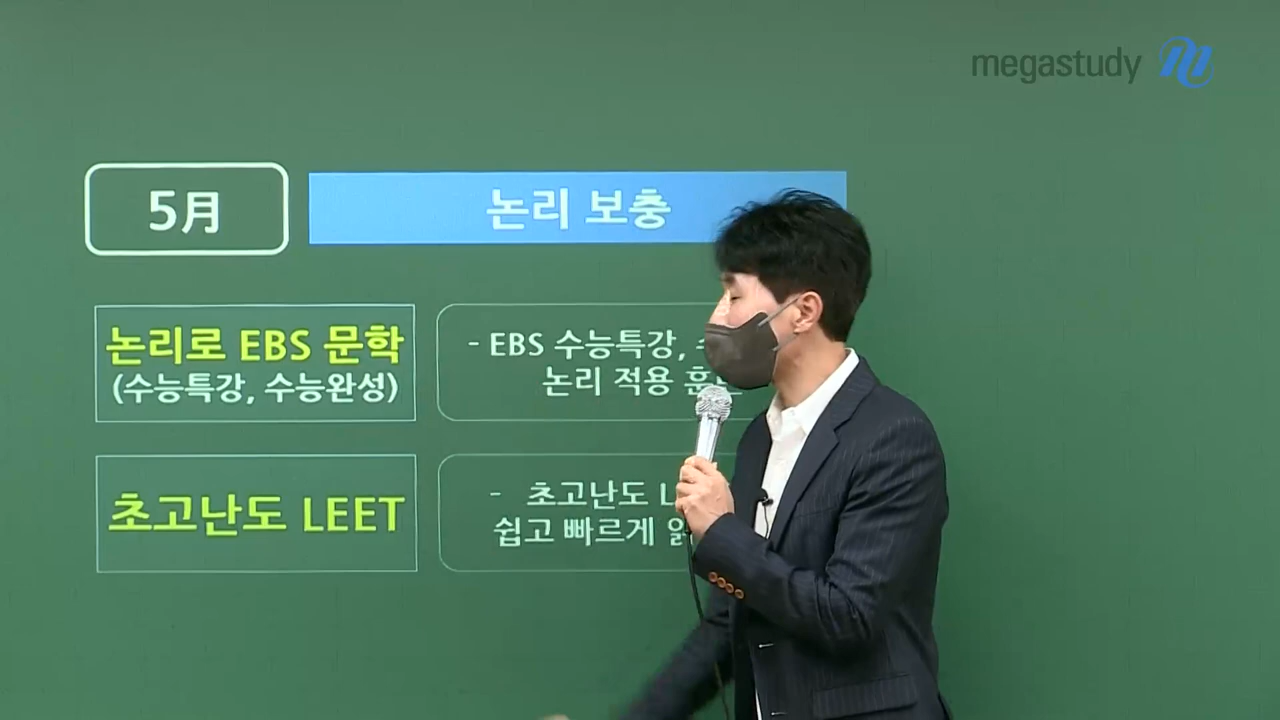 megastudy
5月
논리 보충
논리로 EBS 문학
(수능특강, 수능완성)
- EBS 수능특강,
논리 적용
초고난도 LEET
- 초고난도
쉽고 빠르게